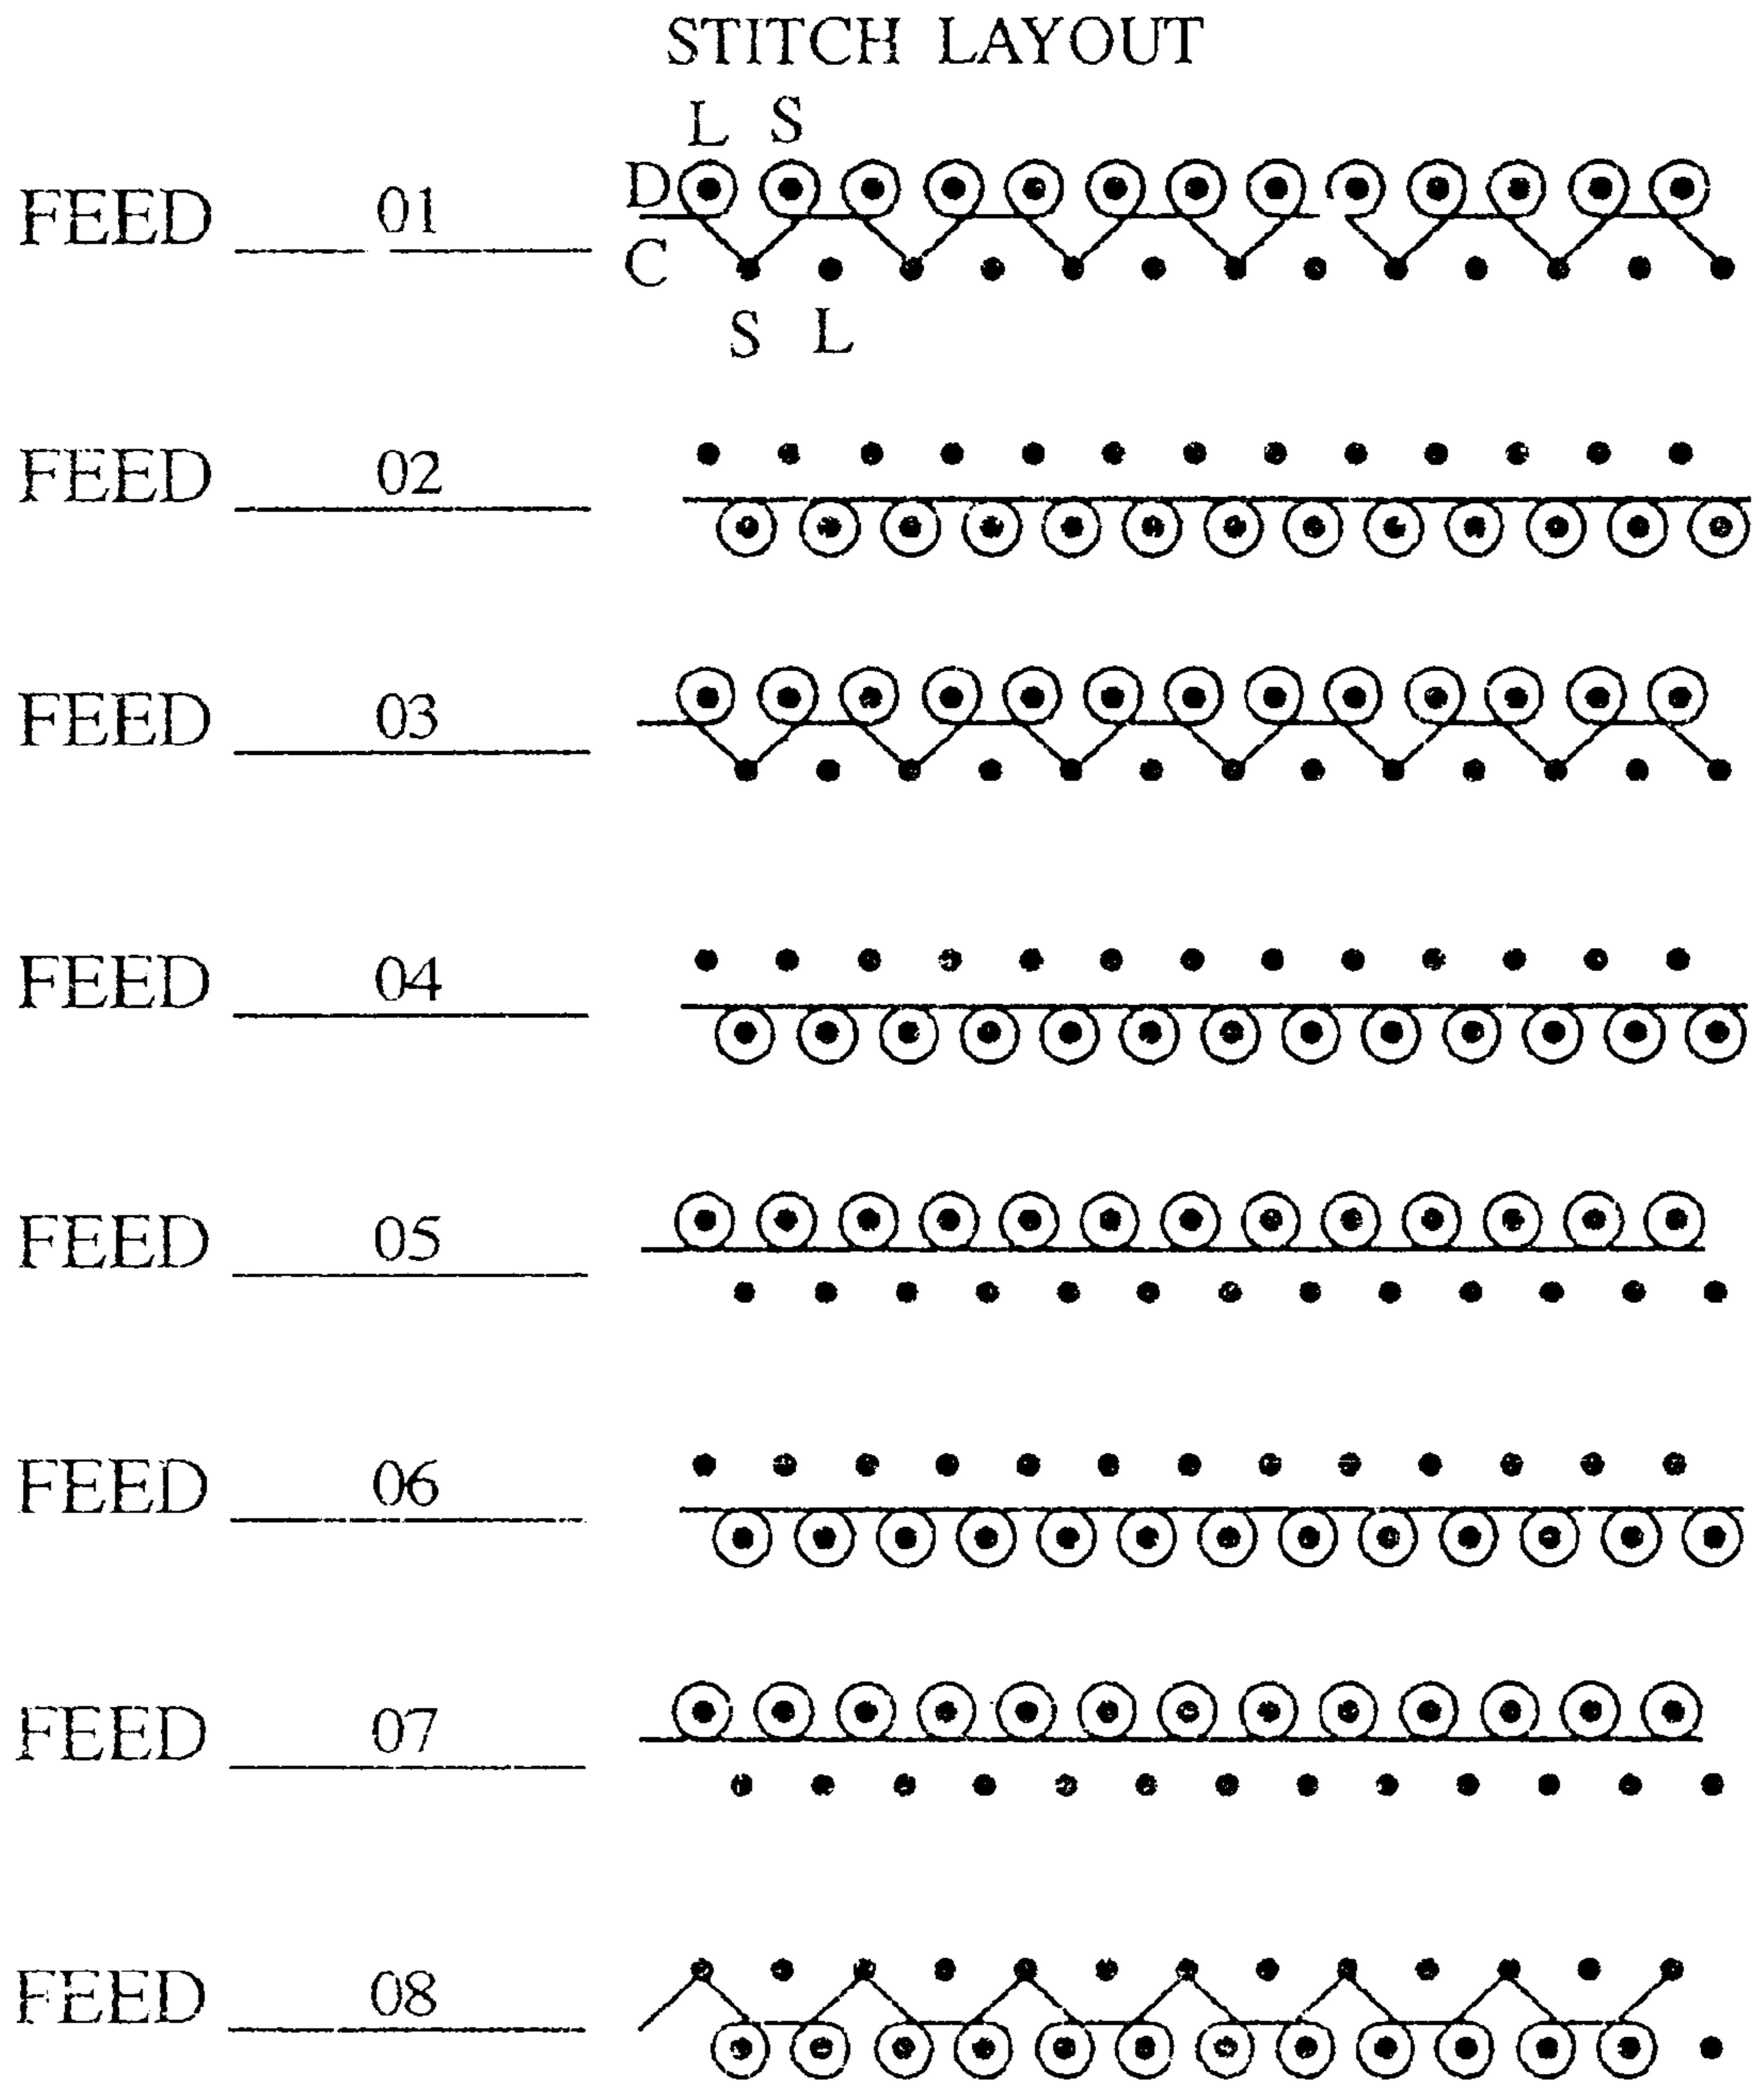 STITCH LAYOUT
L S
D
FEED 01
C
S L
FEED 02
FEED 03
FEED 04
FEED 05
FEED 06
FEED 07
FEED 08